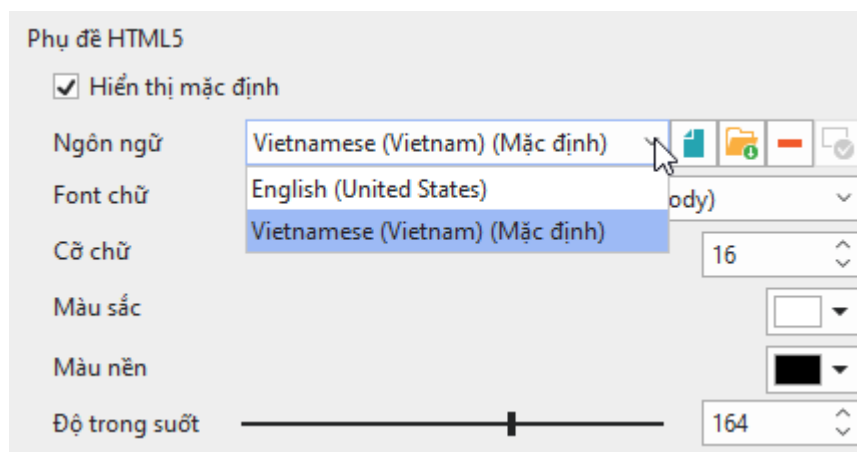 Phụ đề HTML5
Hiển thị mặc định
Ngôn ngữ Vietnamese (Vietnam) (Mặc định)
English (United States)
Font chữ ody)
Vietnamese (Vietnam) (Mặc định)
Cỡ chữ 16
Màu sắc
Màu nền
Độ trong suốt 164